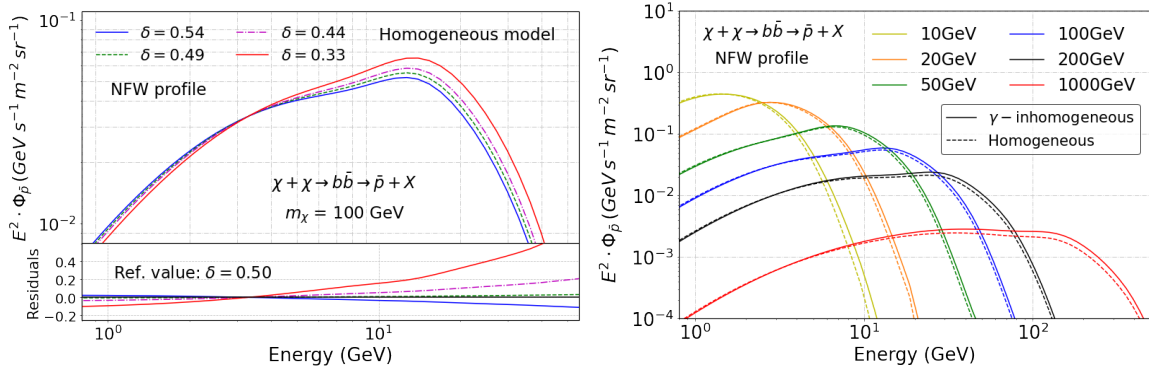 10⁻¹
δ = 0.54
δ = 0.44
Homogeneous model
δ = 0.49
δ = 0.33
NFW profile
χ + χ → bb̄ → p̄ + X
m_χ = 100 GeV
10⁻²
E² · Φ_p̄ (GeV s⁻¹ m⁻² sr⁻¹)
Ref. value: δ = 0.50
0.4
0.2
0.0
−0.2
Residuals
10⁰
10¹
Energy (GeV)
10¹
χ + χ → bb̄ → p̄ + X
NFW profile
10GeV
100GeV
20GeV
200GeV
50GeV
1000GeV
γ − inhomogeneous
Homogeneous
10⁰
10⁻¹
10⁻²
10⁻³
10⁻⁴
E² · Φ_p̄ (GeV s⁻¹ m⁻² sr⁻¹)
10⁰
10¹
10²
Energy (GeV)